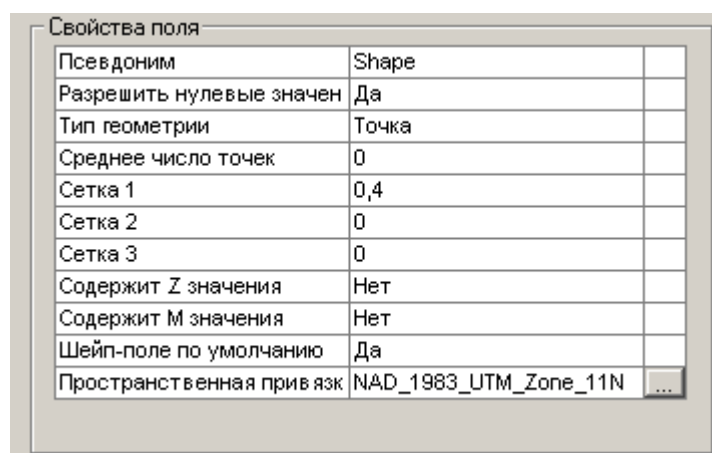 Свойства поля
Псевдоним Shape
Разрешить нулевые значен Да
Тип геометрии Точка
Среднее число точек 0
Сетка 1 0,4
Сетка 2 0
Сетка 3 0
Содержит Z значения Нет
Содержит M значения Нет
Шейп-поле по умолчанию Да
Пространственная привязк NAD_1983_UTM_Zone_11N ...